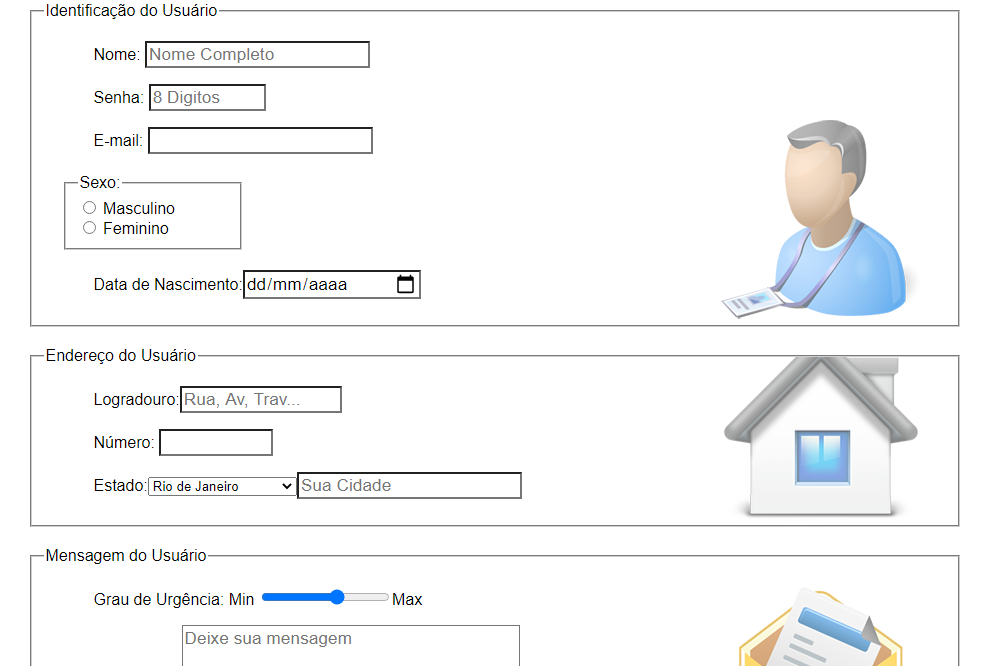 Identificação do Usuário
Nome: Nome Completo
Senha: 8 Digitos
E-mail:
Sexo:
Masculino
Feminino
Data de Nascimento: dd/mm/aaaa
Endereço do Usuário
Logradouro: Rua, Av, Trav...
Número:
Estado: Rio de Janeiro Sua Cidade
Mensagem do Usuário
Grau de Urgência: Min Max
Deixe sua mensagem